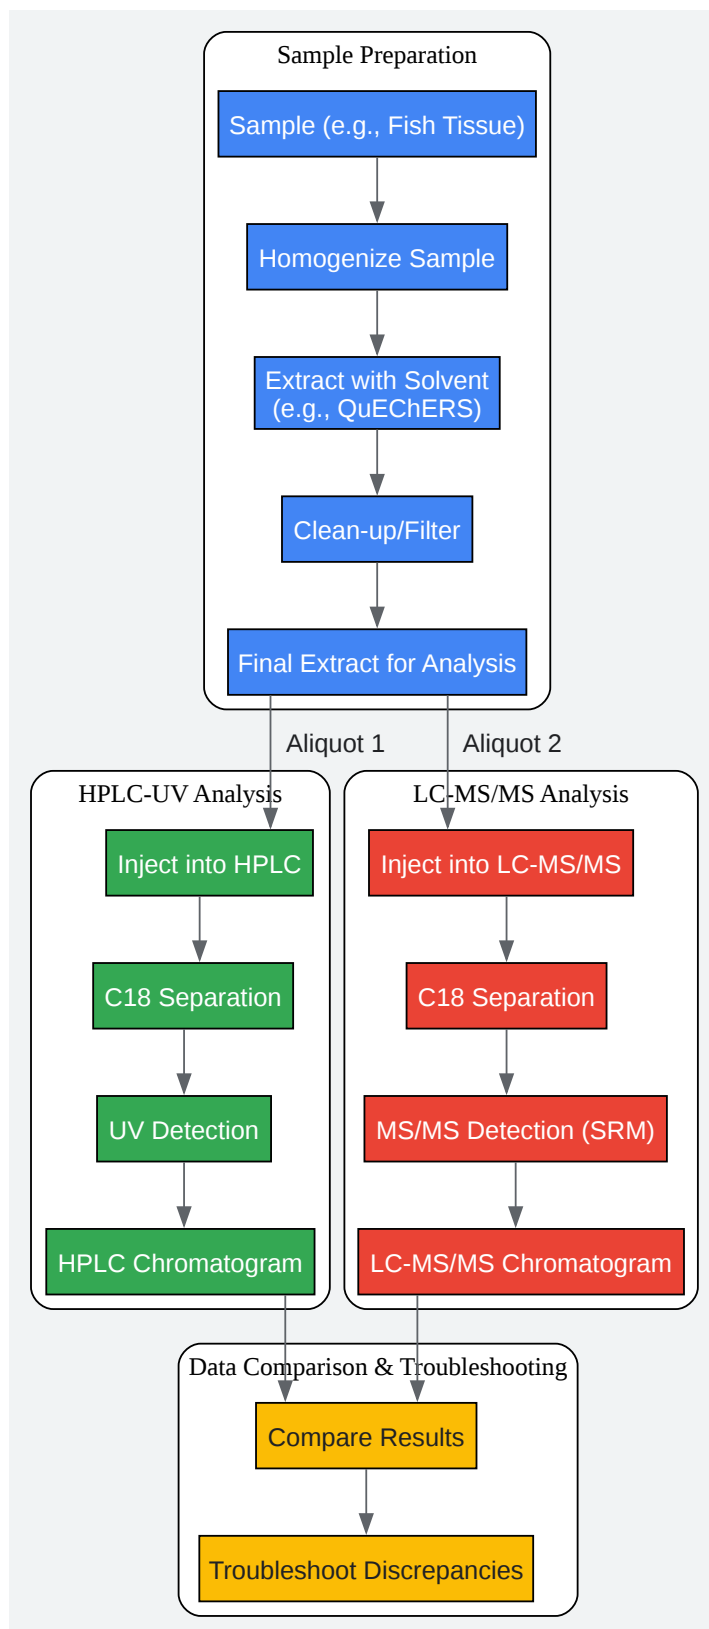 Sample Preparation
Sample (e.g., Fish Tissue)
Homogenize Sample
Extract with Solvent
(e.g., QuEChERS)
Clean-up/Filter
Final Extract for Analysis
Aliquot 1
Aliquot 2
HPLC-UV Analysis
Inject into HPLC
C18 Separation
UV Detection
HPLC Chromatogram
LC-MS/MS Analysis
Inject into LC-MS/MS
C18 Separation
MS/MS Detection (SRM)
LC-MS/MS Chromatogram
Data Comparison & Troubleshooting
Compare Results
Troubleshoot Discrepancies